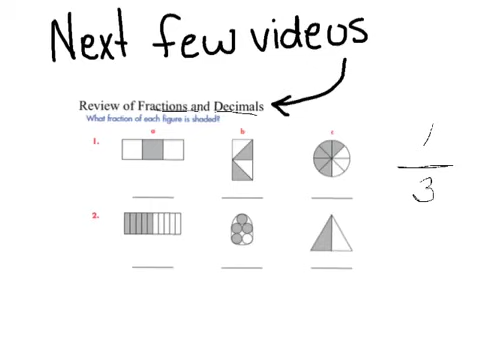 Next few videos
Review of Fractions and Decimals
What fraction of each figure is shaded?
a b c
1.
2.
1
3